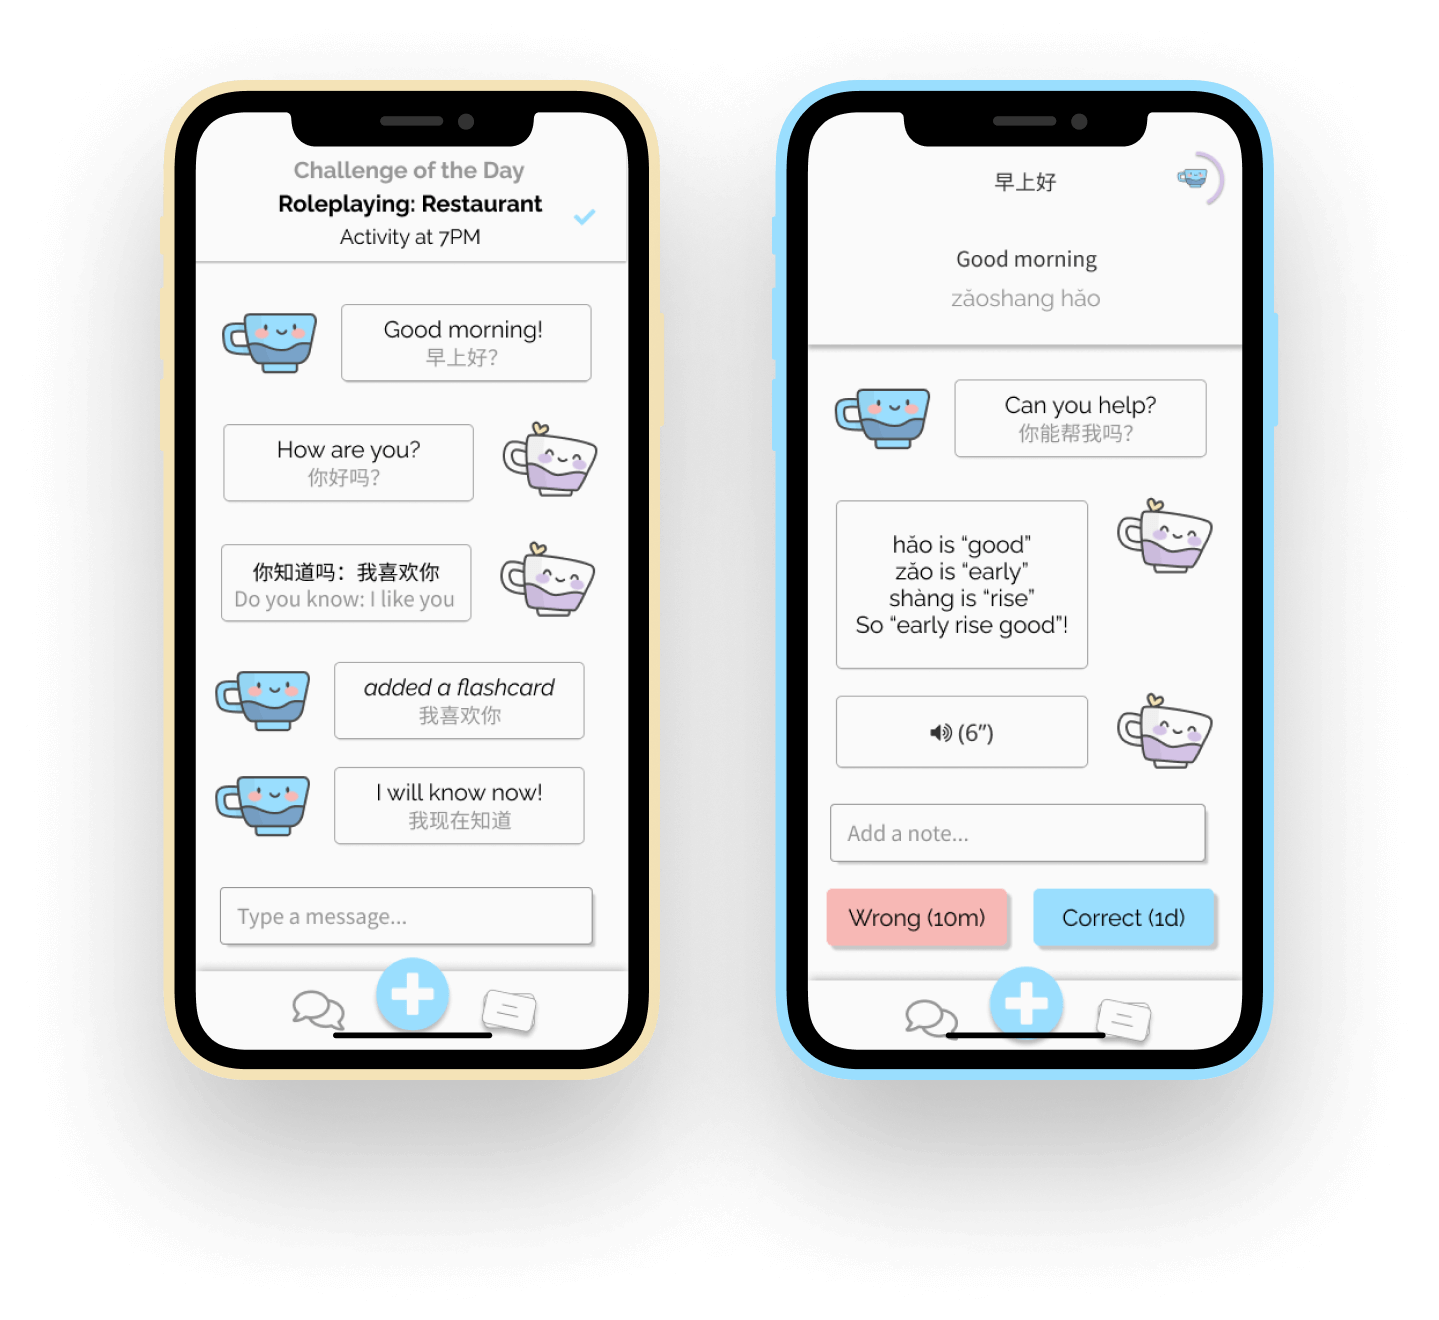 Challenge of the Day
Roleplaying: Restaurant
Activity at 7PM
Good morning!
早上好?
How are you?
你好吗?
你知道吗：我喜欢你
Do you know: I like you
added a flashcard
我喜欢你
I will know now!
我现在知道
Type a message...
早上好
Good morning
zǎoshang hǎo
Can you help?
你能帮我吗?
hǎo is “good”
zǎo is “early”
shàng is “rise”
So “early rise good”!
(6”)
Add a note...
Wrong (10m)
Correct (1d)